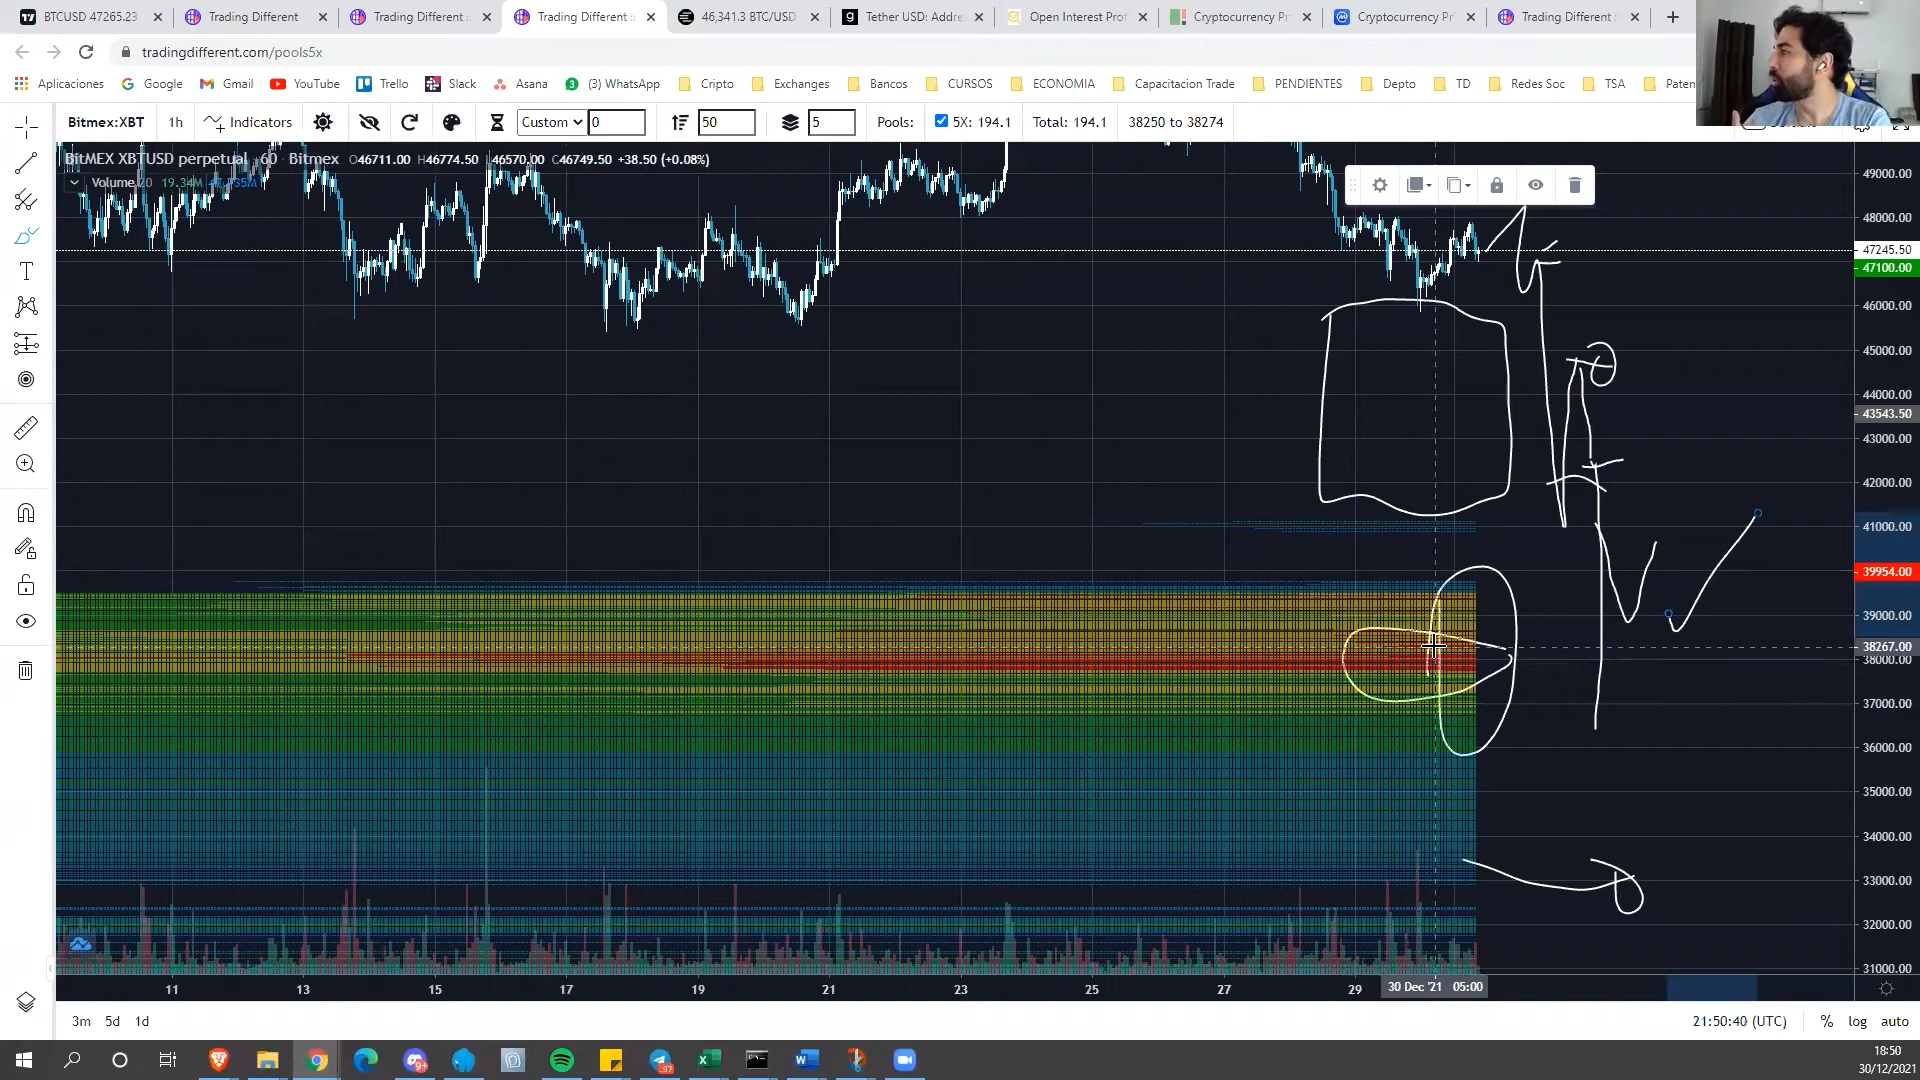 BTCUSD 47265.23
Trading Different
Trading Different :
Trading Different ::
46,341.3 BTC/USD
Tether USD: Addre
Open Interest Prof
Cryptocurrency Pr
Cryptocurrency Pr
Trading Different :
tradingdifferent.com/pools5x
Aplicaciones
Google
Gmail
YouTube
Trello
Slack
Asana
(3) WhatsApp
Cripto
Exchanges
Bancos
CURSOS
ECONOMIA
Capacitacion Trade
PENDIENTES
Depto
TD
Redes Soc
TSA
Paten
Bitmex:XBT
1h
Indicators
Custom
0
50
5
Pools:
5X: 194.1
Total: 194.1
38250 to 38274
BitMEX XBTUSD perpetual 60 Bitmex O46711.00 H46774.50 L46570.00 C46749.50 +38.50 (+0.08%)
Volume 20 19.34M
49000.00
48000.00
47245.50
47100.00
46000.00
45000.00
44000.00
43543.50
43000.00
42000.00
41000.00
39954.00
39000.00
38267.00
38000.00
37000.00
36000.00
35000.00
34000.00
33000.00
32000.00
31000.00
11
13
15
17
19
21
23
25
27
29
30 Dec '21 05:00
3m
5d
1d
21:50:40 (UTC)
%
log
auto
18:50
30/12/2021